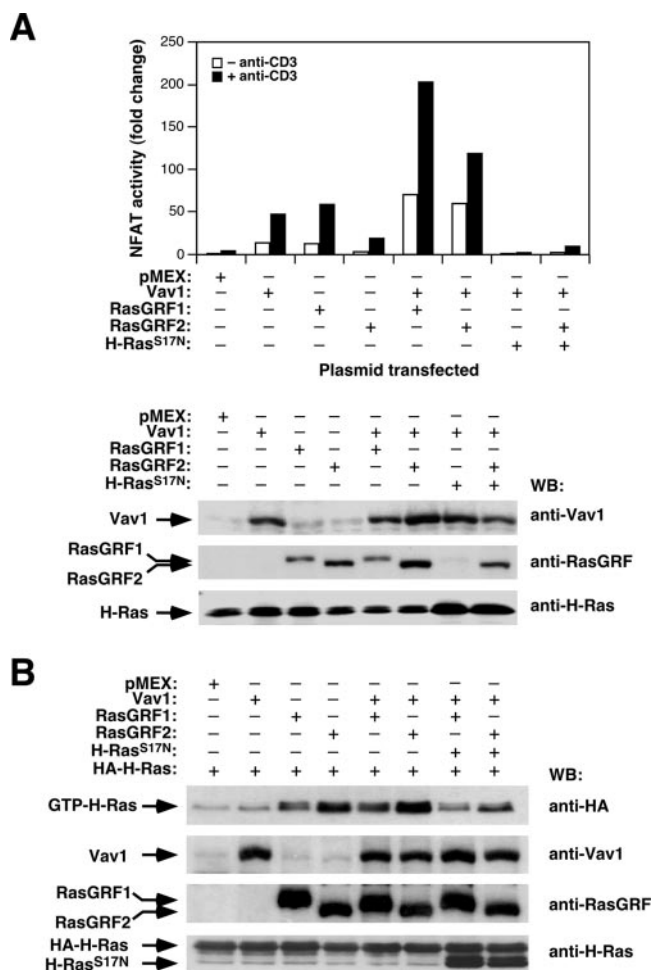 A
NFAT activity (fold change)
250
200
150
100
50
0
– anti-CD3
+ anti-CD3
pMEX: + – – – – – – –
Vav1: – + – – + + + +
RasGRF1: – – + – + – – –
RasGRF2: – – – + – + – +
H-RasS17N: – – – – – – + +
Plasmid transfected
pMEX: + – – – – – – –
Vav1: – + – – + + + +
RasGRF1: – – + – + – – –
RasGRF2: – – – + – + – +
H-RasS17N: – – – – – – + + WB:
Vav1 anti-Vav1
RasGRF1
RasGRF2 anti-RasGRF
H-Ras anti-H-Ras
B
pMEX: + – – – – – – –
Vav1: – + – – + + + +
RasGRF1: – – + – + – + –
RasGRF2: – – – + – + – +
H-RasS17N: – – – – – – + +
HA-H-Ras: + + + + + + + + WB:
GTP-H-Ras anti-HA
Vav1 anti-Vav1
RasGRF1
RasGRF2 anti-RasGRF
HA-H-Ras
H-RasS17N anti-H-Ras